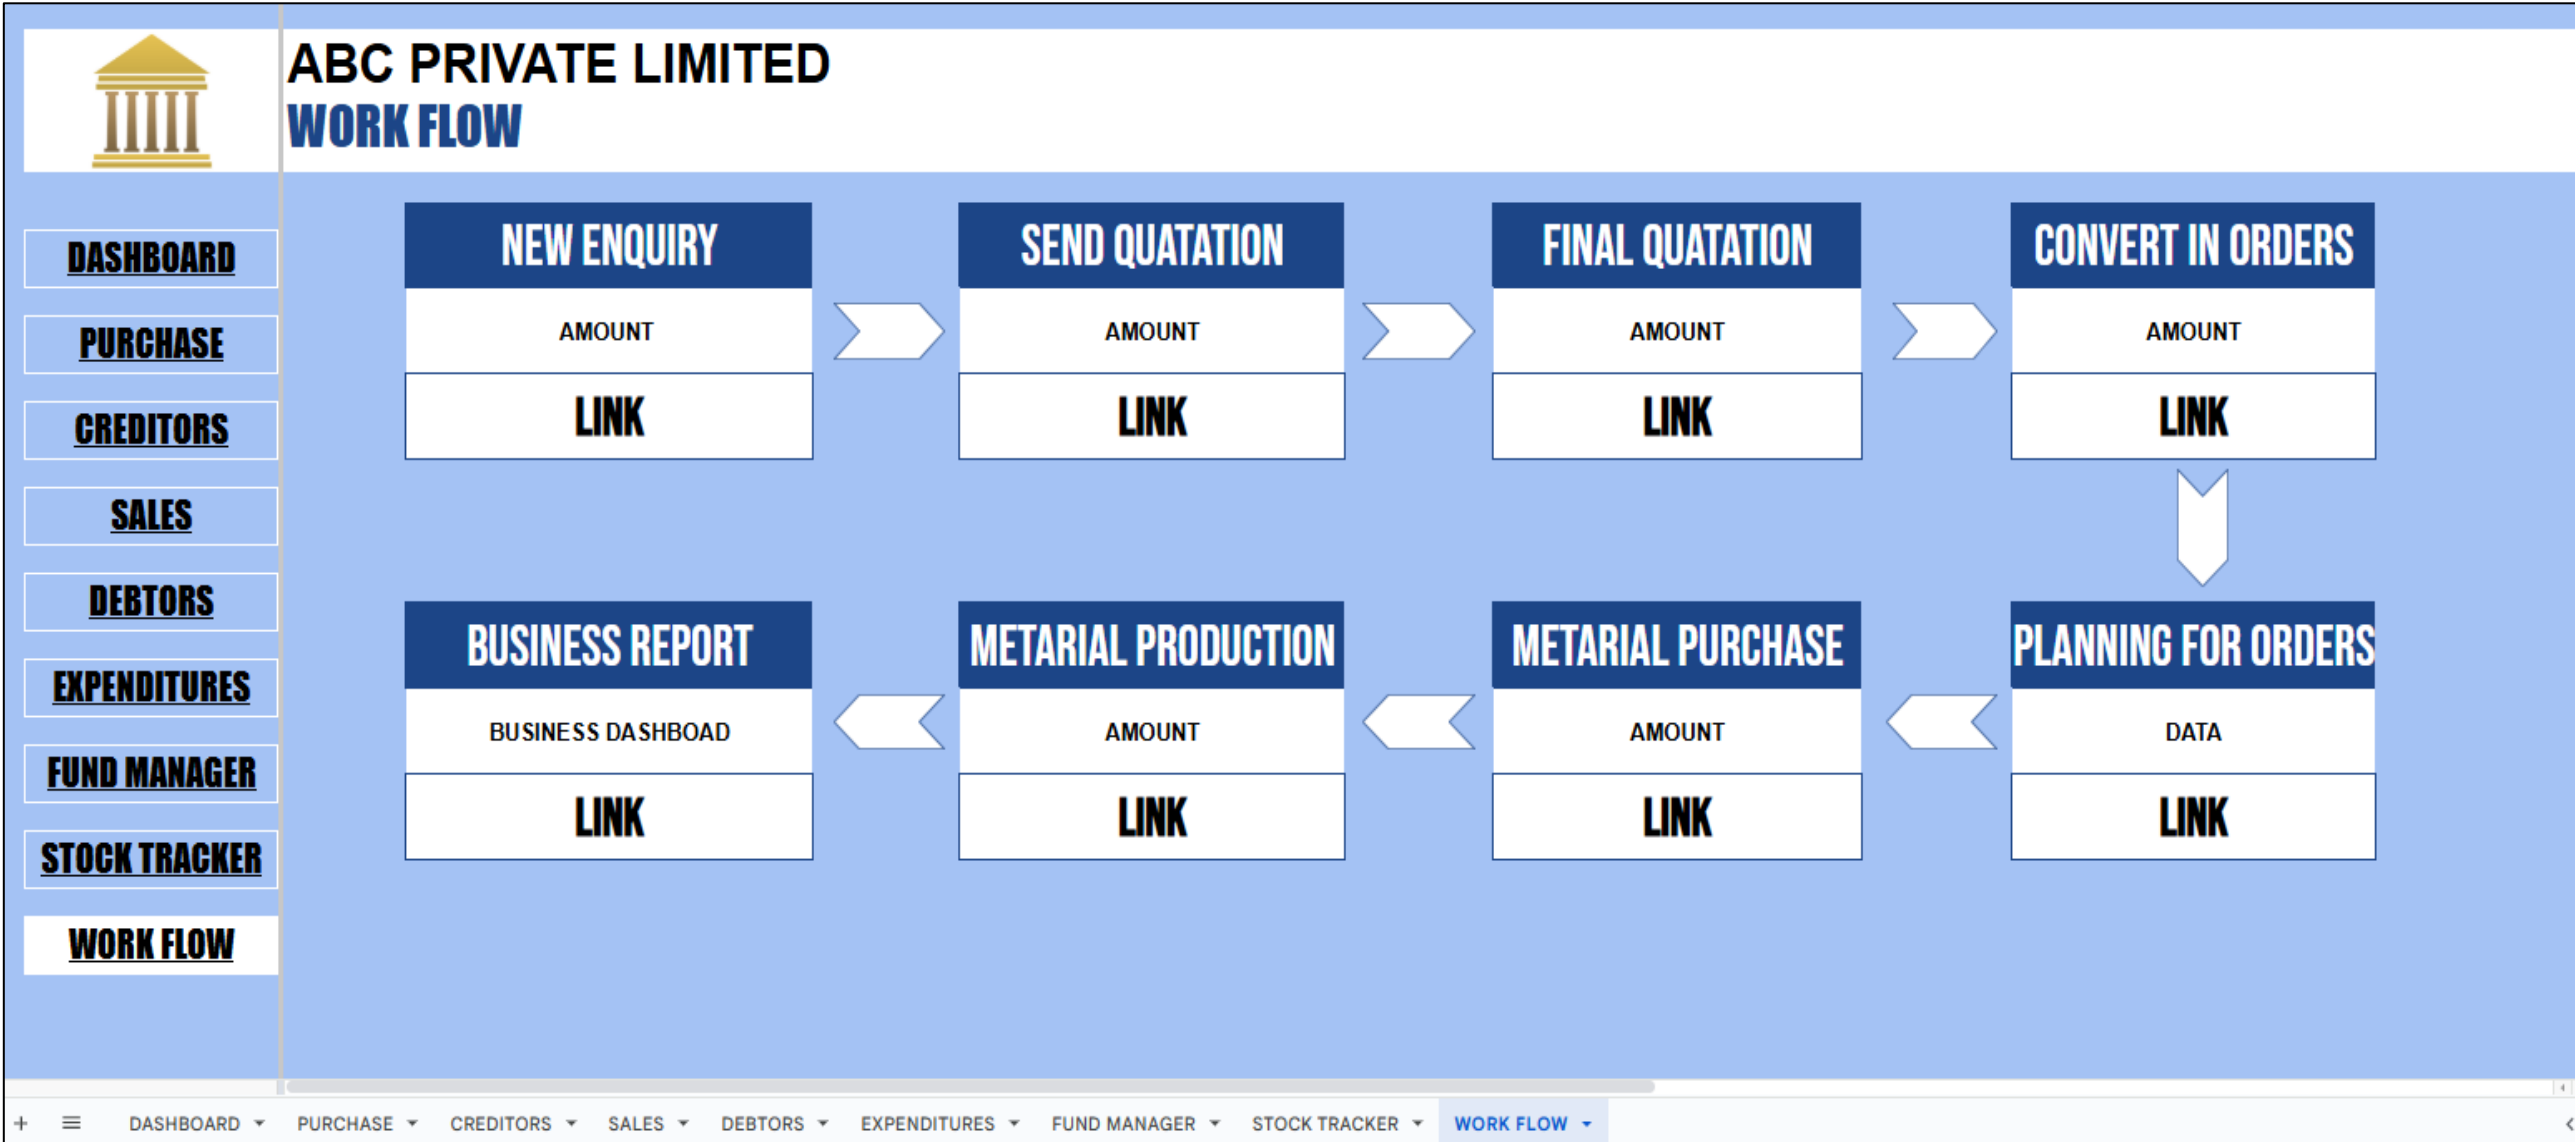 ABC PRIVATE LIMITED
WORK FLOW
DASHBOARD
PURCHASE
CREDITORS
SALES
DEBTORS
EXPENDITURES
FUND MANAGER
STOCK TRACKER
WORK FLOW
NEW ENQUIRY
AMOUNT
LINK
SEND QUATATION
AMOUNT
LINK
FINAL QUATATION
AMOUNT
LINK
CONVERT IN ORDERS
AMOUNT
LINK
BUSINESS REPORT
BUSINESS DASHBOAD
LINK
METARIAL PRODUCTION
AMOUNT
LINK
METARIAL PURCHASE
AMOUNT
LINK
PLANNING FOR ORDERS
DATA
LINK
DASHBOARD PURCHASE CREDITORS SALES DEBTORS EXPENDITURES FUND MANAGER STOCK TRACKER WORK FLOW